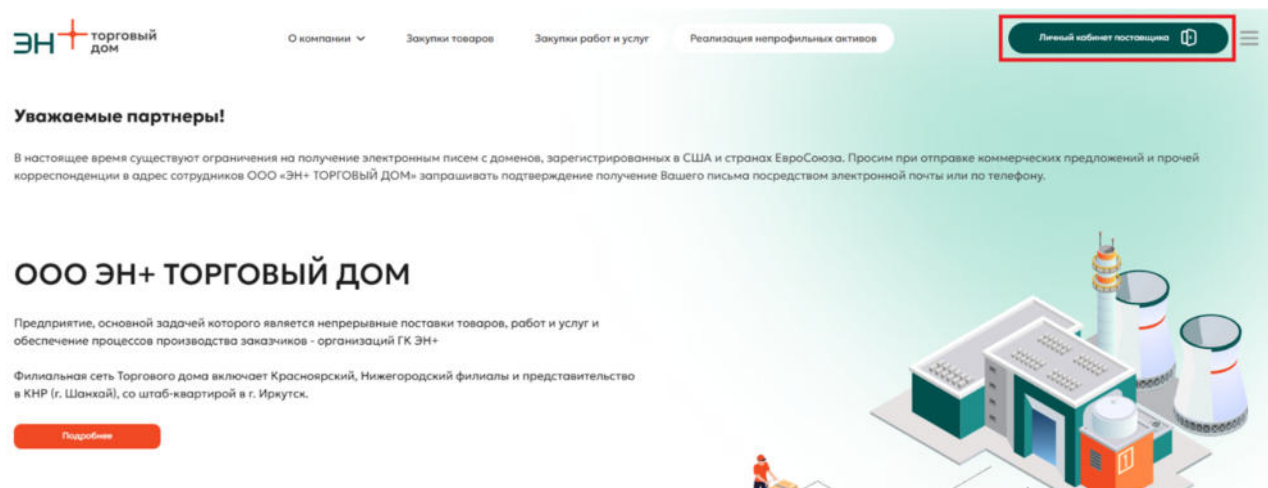 ЭН+ торговый дом
О компании
Закупки товаров
Закупки работ и услуг
Реализация непрофильных активов
Личный кабинет поставщика
Уважаемые партнеры!
В настоящее время существуют ограничения на получение электронным писем с доменов, зарегистрированных в США и странах ЕвроСоюза. Просим при отправке коммерческих предложений и прочей
корреспонденции в адрес сотрудников ООО «ЭН+ ТОРГОВЫЙ ДОМ» запрашивать подтверждение получение Вашего письма посредством электронной почты или по телефону.
ООО ЭН+ ТОРГОВЫЙ ДОМ
Предприятие, основной задачей которого является непрерывные поставки товаров, работ и услуг и
обеспечение процессов производства заказчиков - организаций ГК ЭН+
Филиальная сеть Торгового дома включает Красноярский, Нижегородский филиалы и представительство
в КНР (г. Шанхай), со штаб-квартирой в г. Иркутск.
Подробнее
1